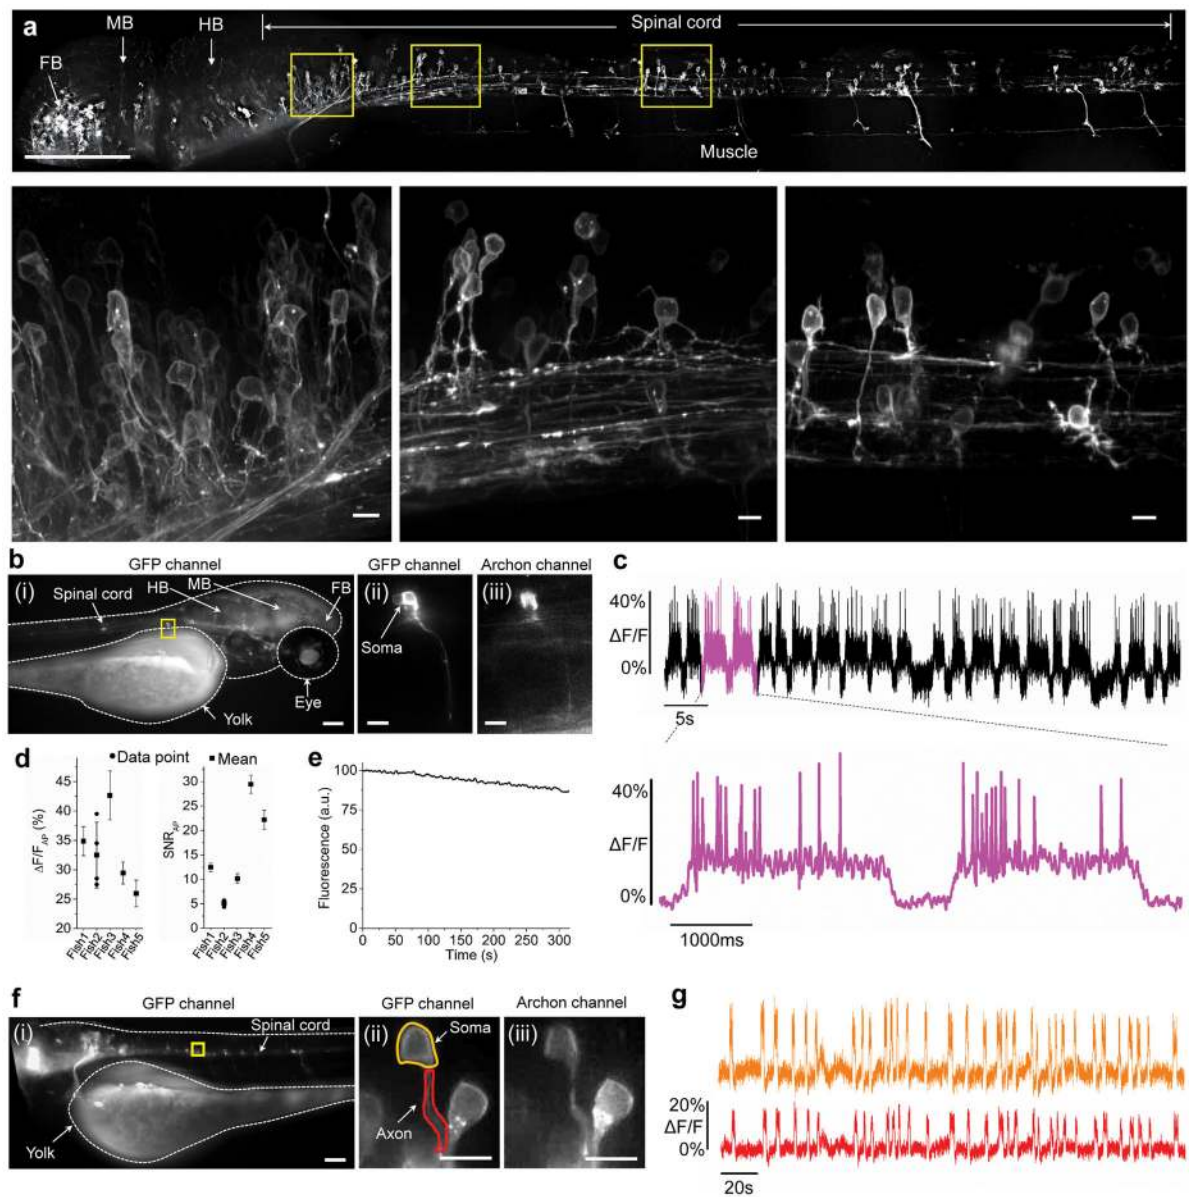 a
MB
HB
Spinal cord
FB
Muscle
b
GFP channel
GFP channel
Archon channel
(i)
Spinal cord
HB
MB
FB
Yolk
Eye
(ii)
Soma
(iii)
c
40%
ΔF/F
0%
5s
40%
ΔF/F
0%
1000ms
d
Data point
Mean
ΔF/F AP (%)
45
40
35
30
25
20
Fish1
Fish2
Fish3
Fish4
Fish5
SNR AP
30
25
20
15
10
5
0
Fish1
Fish2
Fish3
Fish4
Fish5
e
Fluorescence (a.u.)
100
75
50
25
0
0 50 100 150 200 250 300
Time (s)
f
GFP channel
GFP channel
Archon channel
(i)
Spinal cord
Yolk
(ii)
Soma
Axon
(iii)
g
20%
ΔF/F
0%
20s